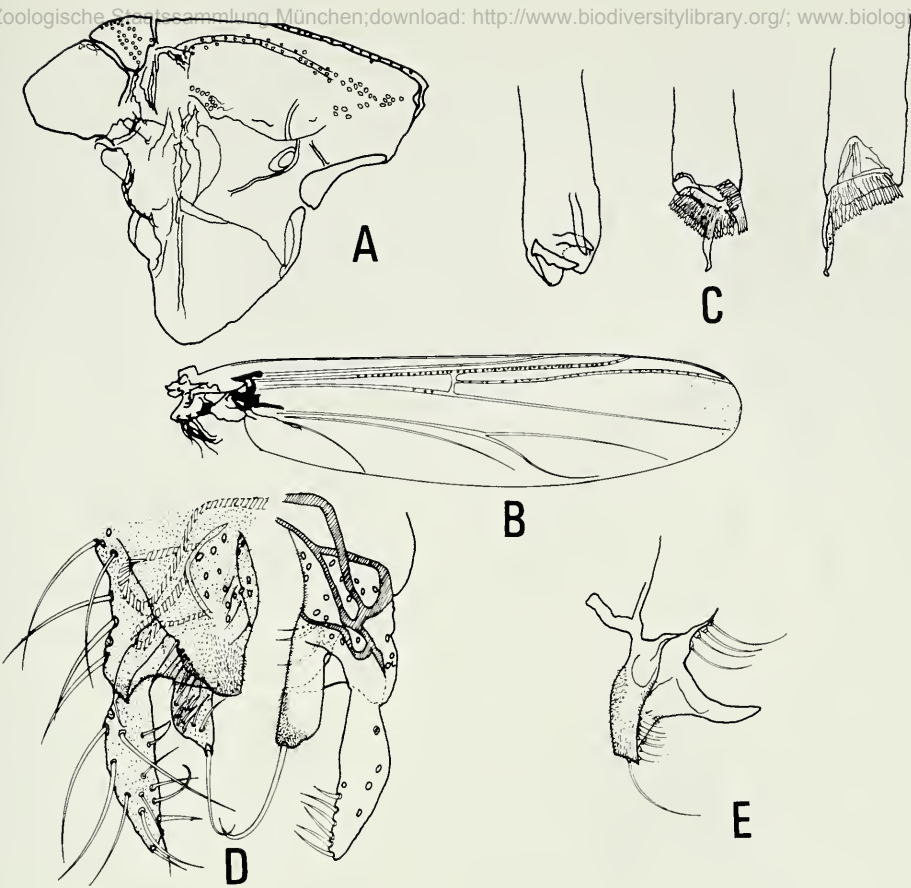 Zoologische Staatssammlung München;download: http://www.biodiversitylibrary.org/; www.biologi
A
C
B
D
E